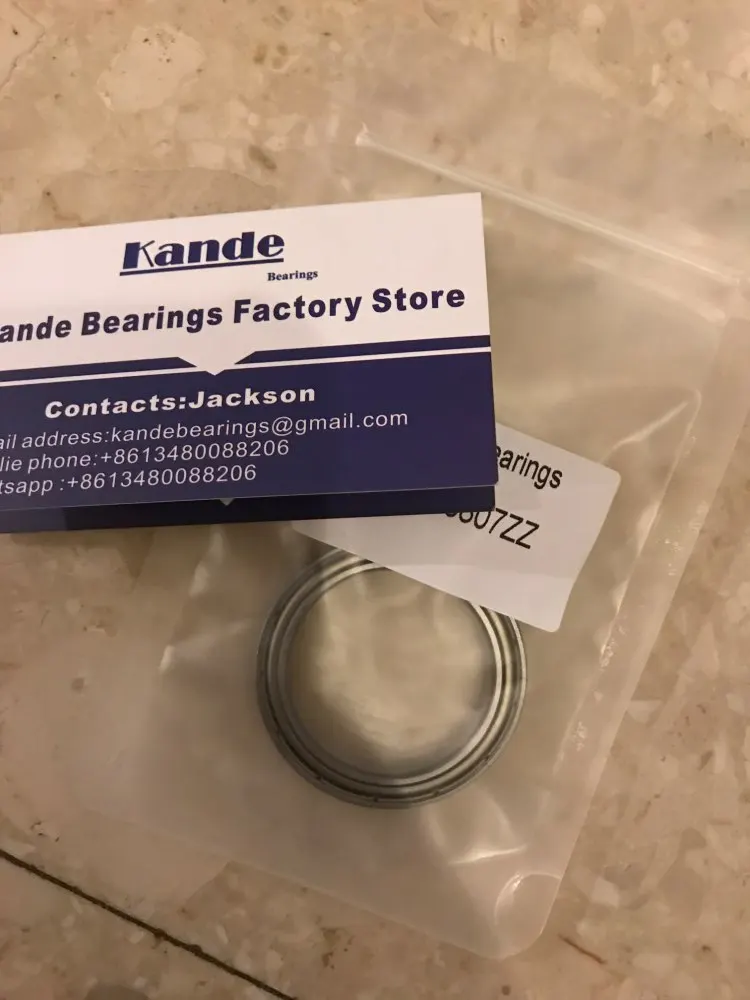 Kande
Bearings
ande Bearings Factory Store
Contacts:Jackson
ail address:kandebearings@gmail.com
lie phone:+8613480088206
tsapp :+8613480088206
earings
807ZZ